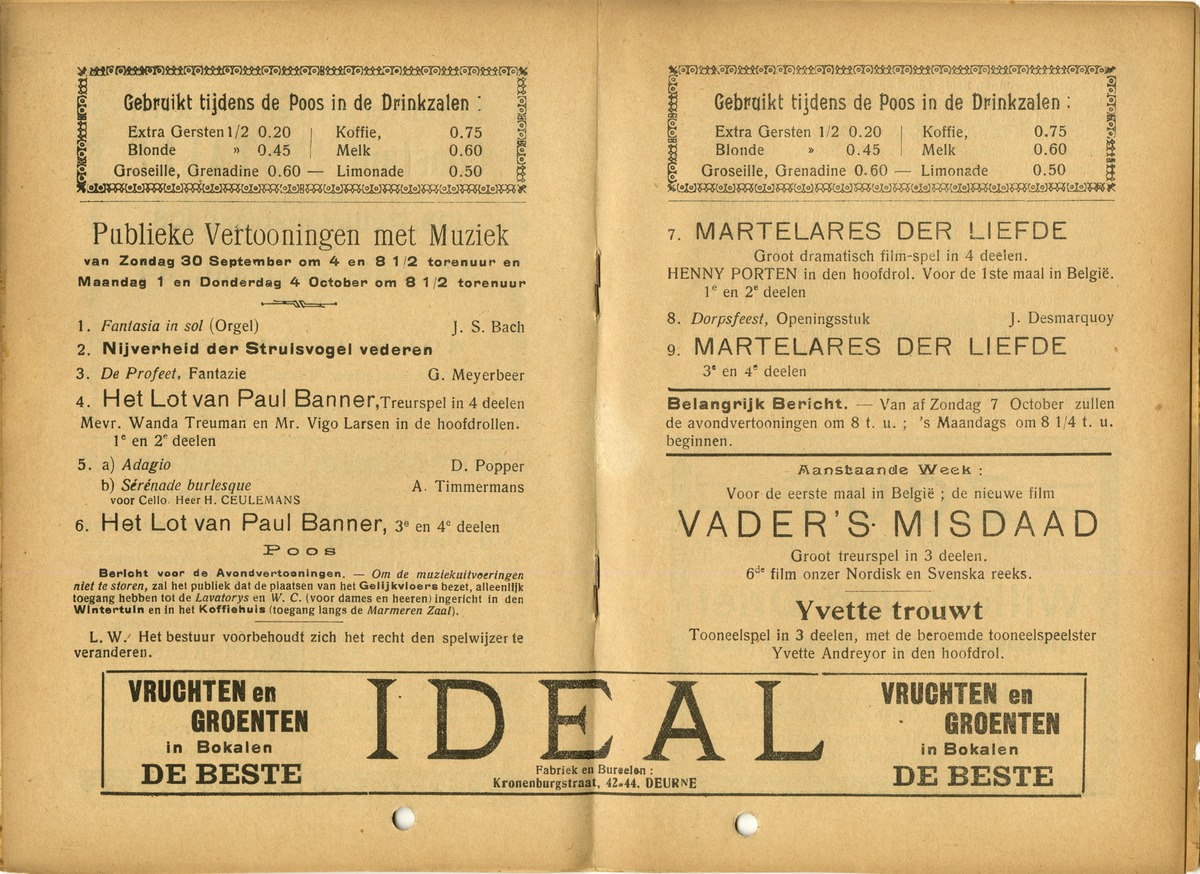 Gebruikt tijdens de Poos in de Drinkzalen :
Extra Gersten 1/2 0.20 | Koffie, 0.75
Blonde » 0.45 | Melk 0.60
Groseille, Grenadine 0.60 — Limonade 0.50
Publieke Vertooningen met Muziek
van Zondag 30 September om 4 en 8 1/2 torenuur en
Maandag 1 en Donderdag 4 October om 8 1/2 torenuur
1. Fantasia in sol (Orgel) J. S. Bach
2. Nijverheid der Struisvogel vederen
3. De Profeet, Fantazie G. Meyerbeer
4. Het Lot van Paul Banner, Treurspel in 4 deelen
Mevr. Wanda Treuman en Mr. Vigo Larsen in de hoofdrollen.
1e en 2e deelen
5. a) Adagio D. Popper
b) Sérénade burlesque A. Timmermans
voor Cello. Heer H. CEULEMANS
6. Het Lot van Paul Banner, 3e en 4e deelen
Poos
Bericht voor de Avondvertooningen. — Om de muziekuitvoeringen
niet te storen, zal het publiek dat de plaatsen van het Gelijkvloers bezet, alleenlijk
toegang hebben tot de Lavatorys en W. C. (voor dames en heeren) ingericht in den
Wintertuin en in het Koffiehuis (toegang langs de Marmeren Zaal).
L. W. Het bestuur voorbehoudt zich het recht den spelwijzer te
veranderen.
Gebruikt tijdens de Poos in de Drinkzalen :
Extra Gersten 1/2 0.20 | Koffie, 0.75
Blonde » 0.45 | Melk 0.60
Groseille, Grenadine 0.60 — Limonade 0.50
7. MARTELARES DER LIEFDE
Groot dramatisch film-spel in 4 deelen.
HENNY PORTEN in den hoofdrol. Voor de 1ste maal in België.
1e en 2e deelen
8. Dorpsfeest, Openingsstuk J. Desmarquoy
9. MARTELARES DER LIEFDE
3e en 4e deelen
Belangrijk Bericht. — Van af Zondag 7 October zullen
de avondvertooningen om 8 t. u. ; 's Maandags om 8 1/4 t. u.
beginnen.
Aanstaande Week :
Voor de eerste maal in België ; de nieuwe film
VADER'S MISDAAD
Groot treurspel in 3 deelen.
6de film onzer Nordisk en Svenska reeks.
Yvette trouwt
Tooneelspel in 3 deelen, met de beroemde tooneelspeelster
Yvette Andreyor in den hoofdrol.
VRUCHTEN en
GROENTEN
in Bokalen
DE BESTE
IDEAL
Fabriek en Bureelen :
Kronenburgstraat, 42-44. DEURNE
VRUCHTEN en
GROENTEN
in Bokalen
DE BESTE